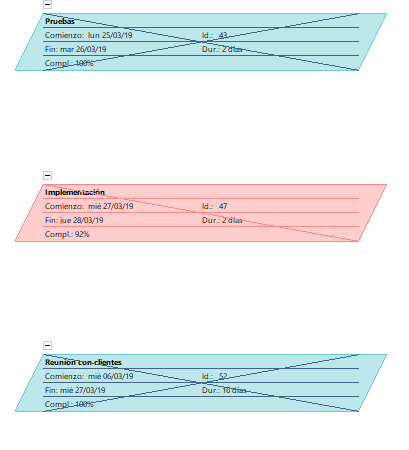 Pruebas
Comienzo: lun 25/03/19 Id.: 43
Fin: mar 26/03/19 Dur.: 2 días
Compl.: 100%
Implementación
Comienzo: mié 27/03/19 Id.: 47
Fin: jue 28/03/19 Dur.: 2 días
Compl.: 92%
Reunión con clientes
Comienzo: mié 06/03/19 Id.: 52
Fin: mié 27/03/19 Dur.: 16 días
Compl.: 100%